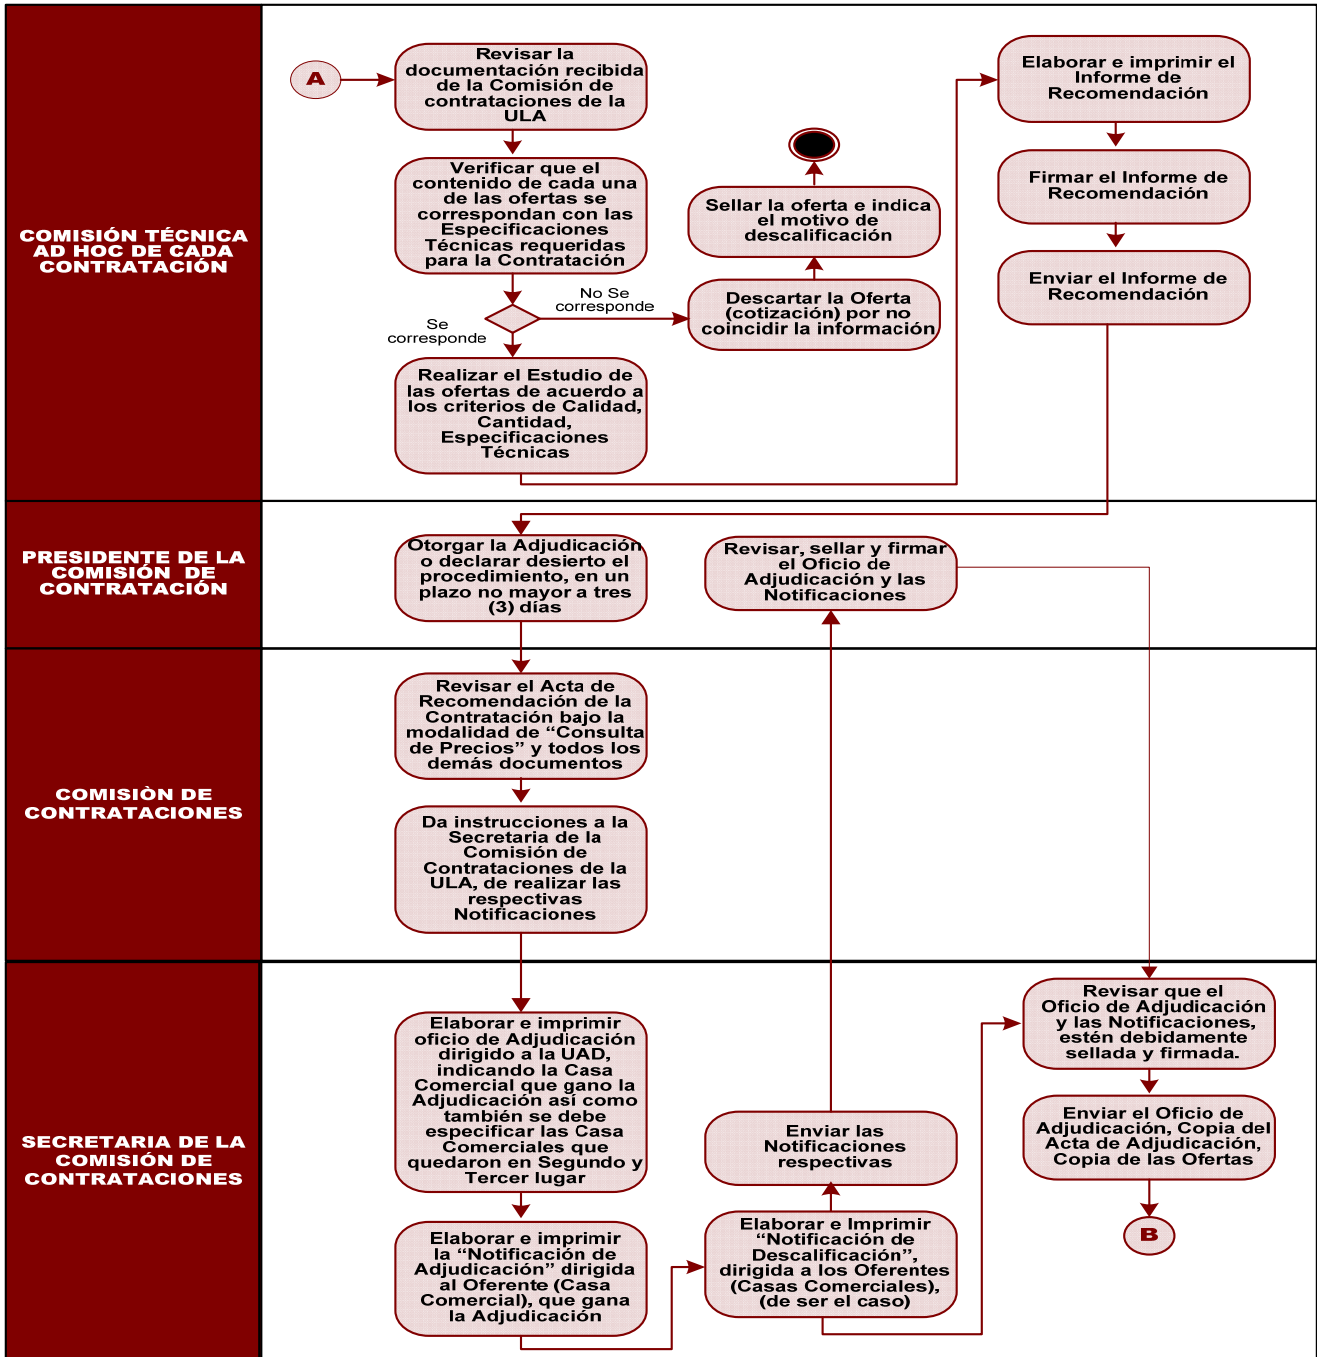 COMISIÓN TÉCNICA
AD HOC DE CADA
CONTRATACIÓN
A
Revisar la
documentación recibida
de la Comisión de
contrataciones de la
ULA
Verificar que el
contenido de cada una
de las ofertas se
correspondan con las
Especificaciones
Técnicas requeridas
para la Contratación
No Se
corresponde
Se
corresponde
Realizar el Estudio de
las ofertas de acuerdo a
los criterios de Calidad,
Cantidad,
Especificaciones
Técnicas
Sellar la oferta e indica
el motivo de
descalificación
Descartar la Oferta
(cotización) por no
coincidir la información
Elaborar e imprimir el
Informe de
Recomendación
Firmar el Informe de
Recomendación
Enviar el Informe de
Recomendación
PRESIDENTE DE LA
COMISIÓN DE
CONTRATACIÓN
Otorgar la Adjudicación
o declarar desierto el
procedimiento, en un
plazo no mayor a tres
(3) días
Revisar, sellar y firmar
el Oficio de
Adjudicación y las
Notificaciones
COMISIÒN DE
CONTRATACIONES
Revisar el Acta de
Recomendación de la
Contratación bajo la
modalidad de “Consulta
de Precios” y todos los
demás documentos
Da instrucciones a la
Secretaria de la
Comisión de
Contrataciones de la
ULA, de realizar las
respectivas
Notificaciones
SECRETARIA DE LA
COMISIÓN DE
CONTRATACIONES
Elaborar e imprimir
oficio de Adjudicación
dirigido a la UAD,
indicando la Casa
Comercial que gano la
Adjudicación así como
también se debe
especificar las Casa
Comerciales que
quedaron en Segundo y
Tercer lugar
Elaborar e imprimir
la “Notificación de
Adjudicación” dirigida
al Oferente (Casa
Comercial), que gana
la Adjudicación
Enviar las
Notificaciones
respectivas
Elaborar e Imprimir
“Notificación de
Descalificación”,
dirigida a los Oferentes
(Casas Comerciales),
(de ser el caso)
Revisar que el
Oficio de Adjudicación
y las Notificaciones,
estén debidamente
sellada y firmada.
Enviar el Oficio de
Adjudicación, Copia del
Acta de Adjudicación,
Copia de las Ofertas
B